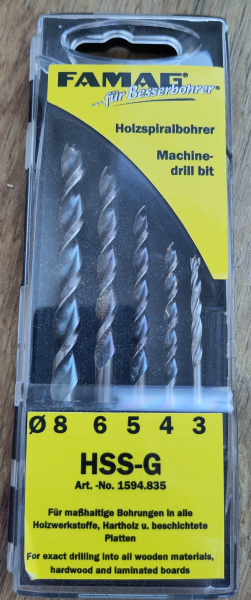 FAMAG®
...für Besserbohrer®
Holzspiralbohrer
Machine-
drill bit
Ø 8 6 5 4 3
HSS-G
Art. -No. 1594.835
Für maßhaltige Bohrungen in alle
Holzwerkstoffe, Hartholz u. beschichtete
Platten
For exact drilling into all wooden materials,
hardwood and laminated boards